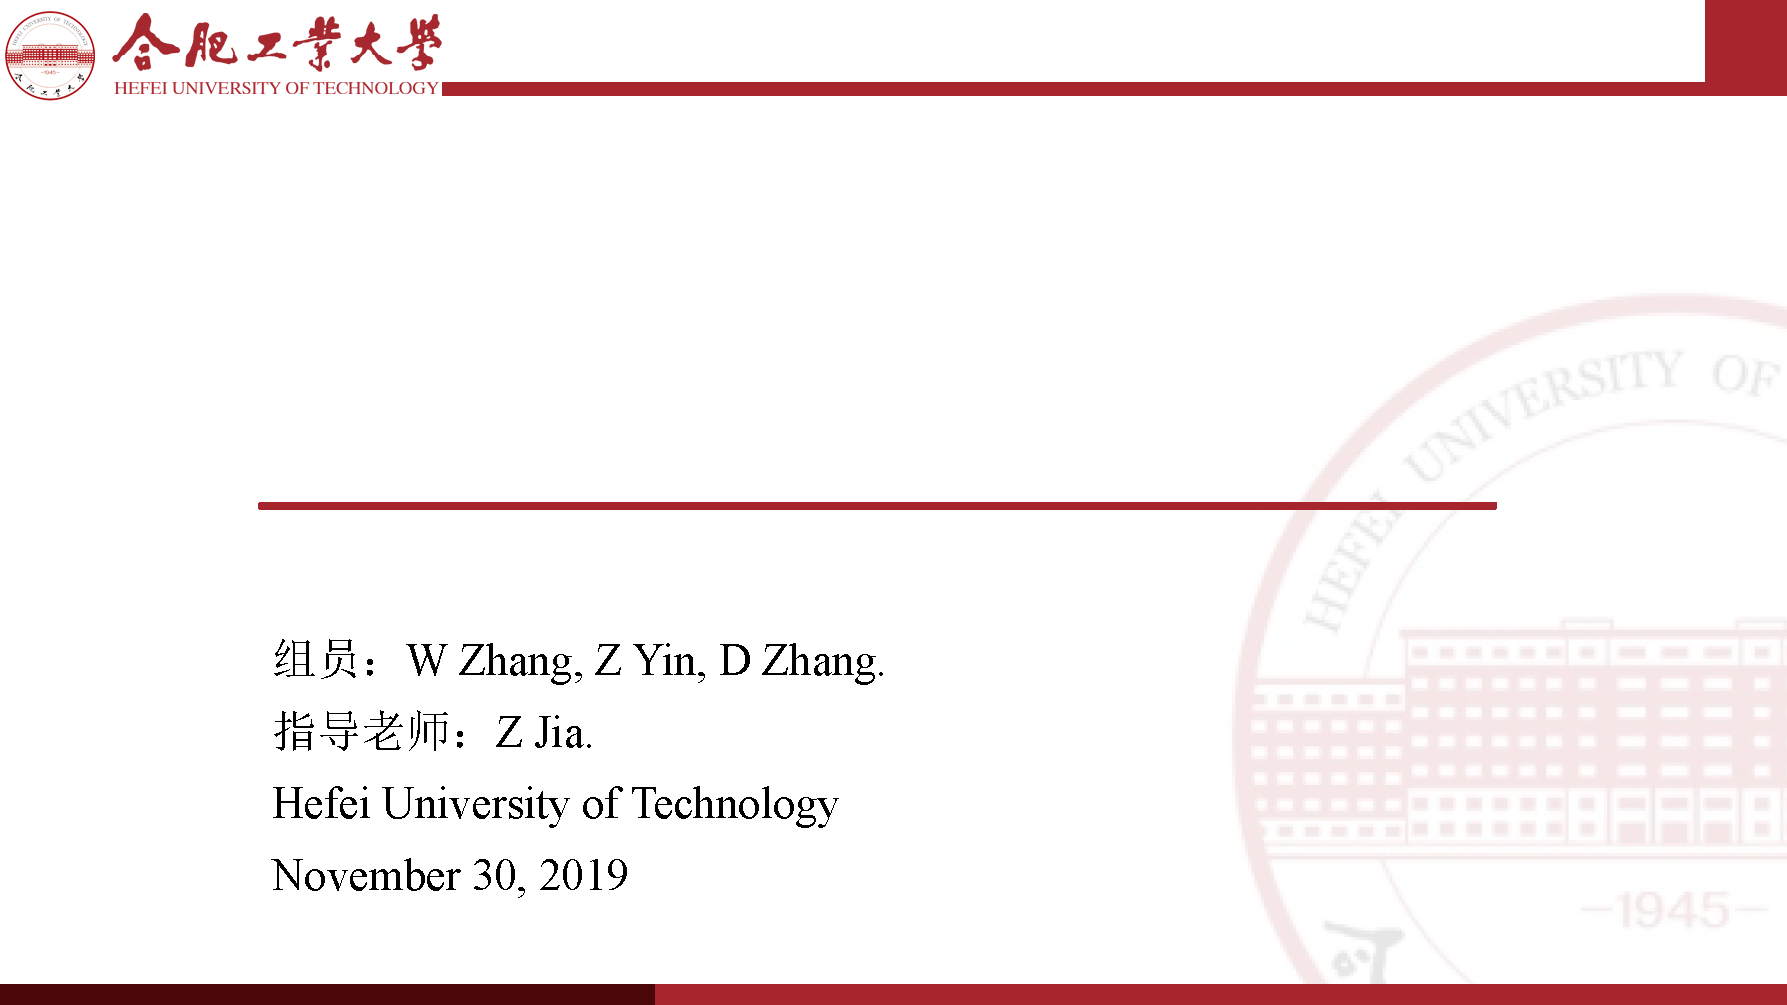 合肥工業大學
HEFEI UNIVERSITY OF TECHNOLOGY
HEFEI UNIVERSITY OF
组员：W Zhang, Z Yin, D Zhang.
指导老师：Z Jia.
Hefei University of Technology
November 30, 2019
-1945-